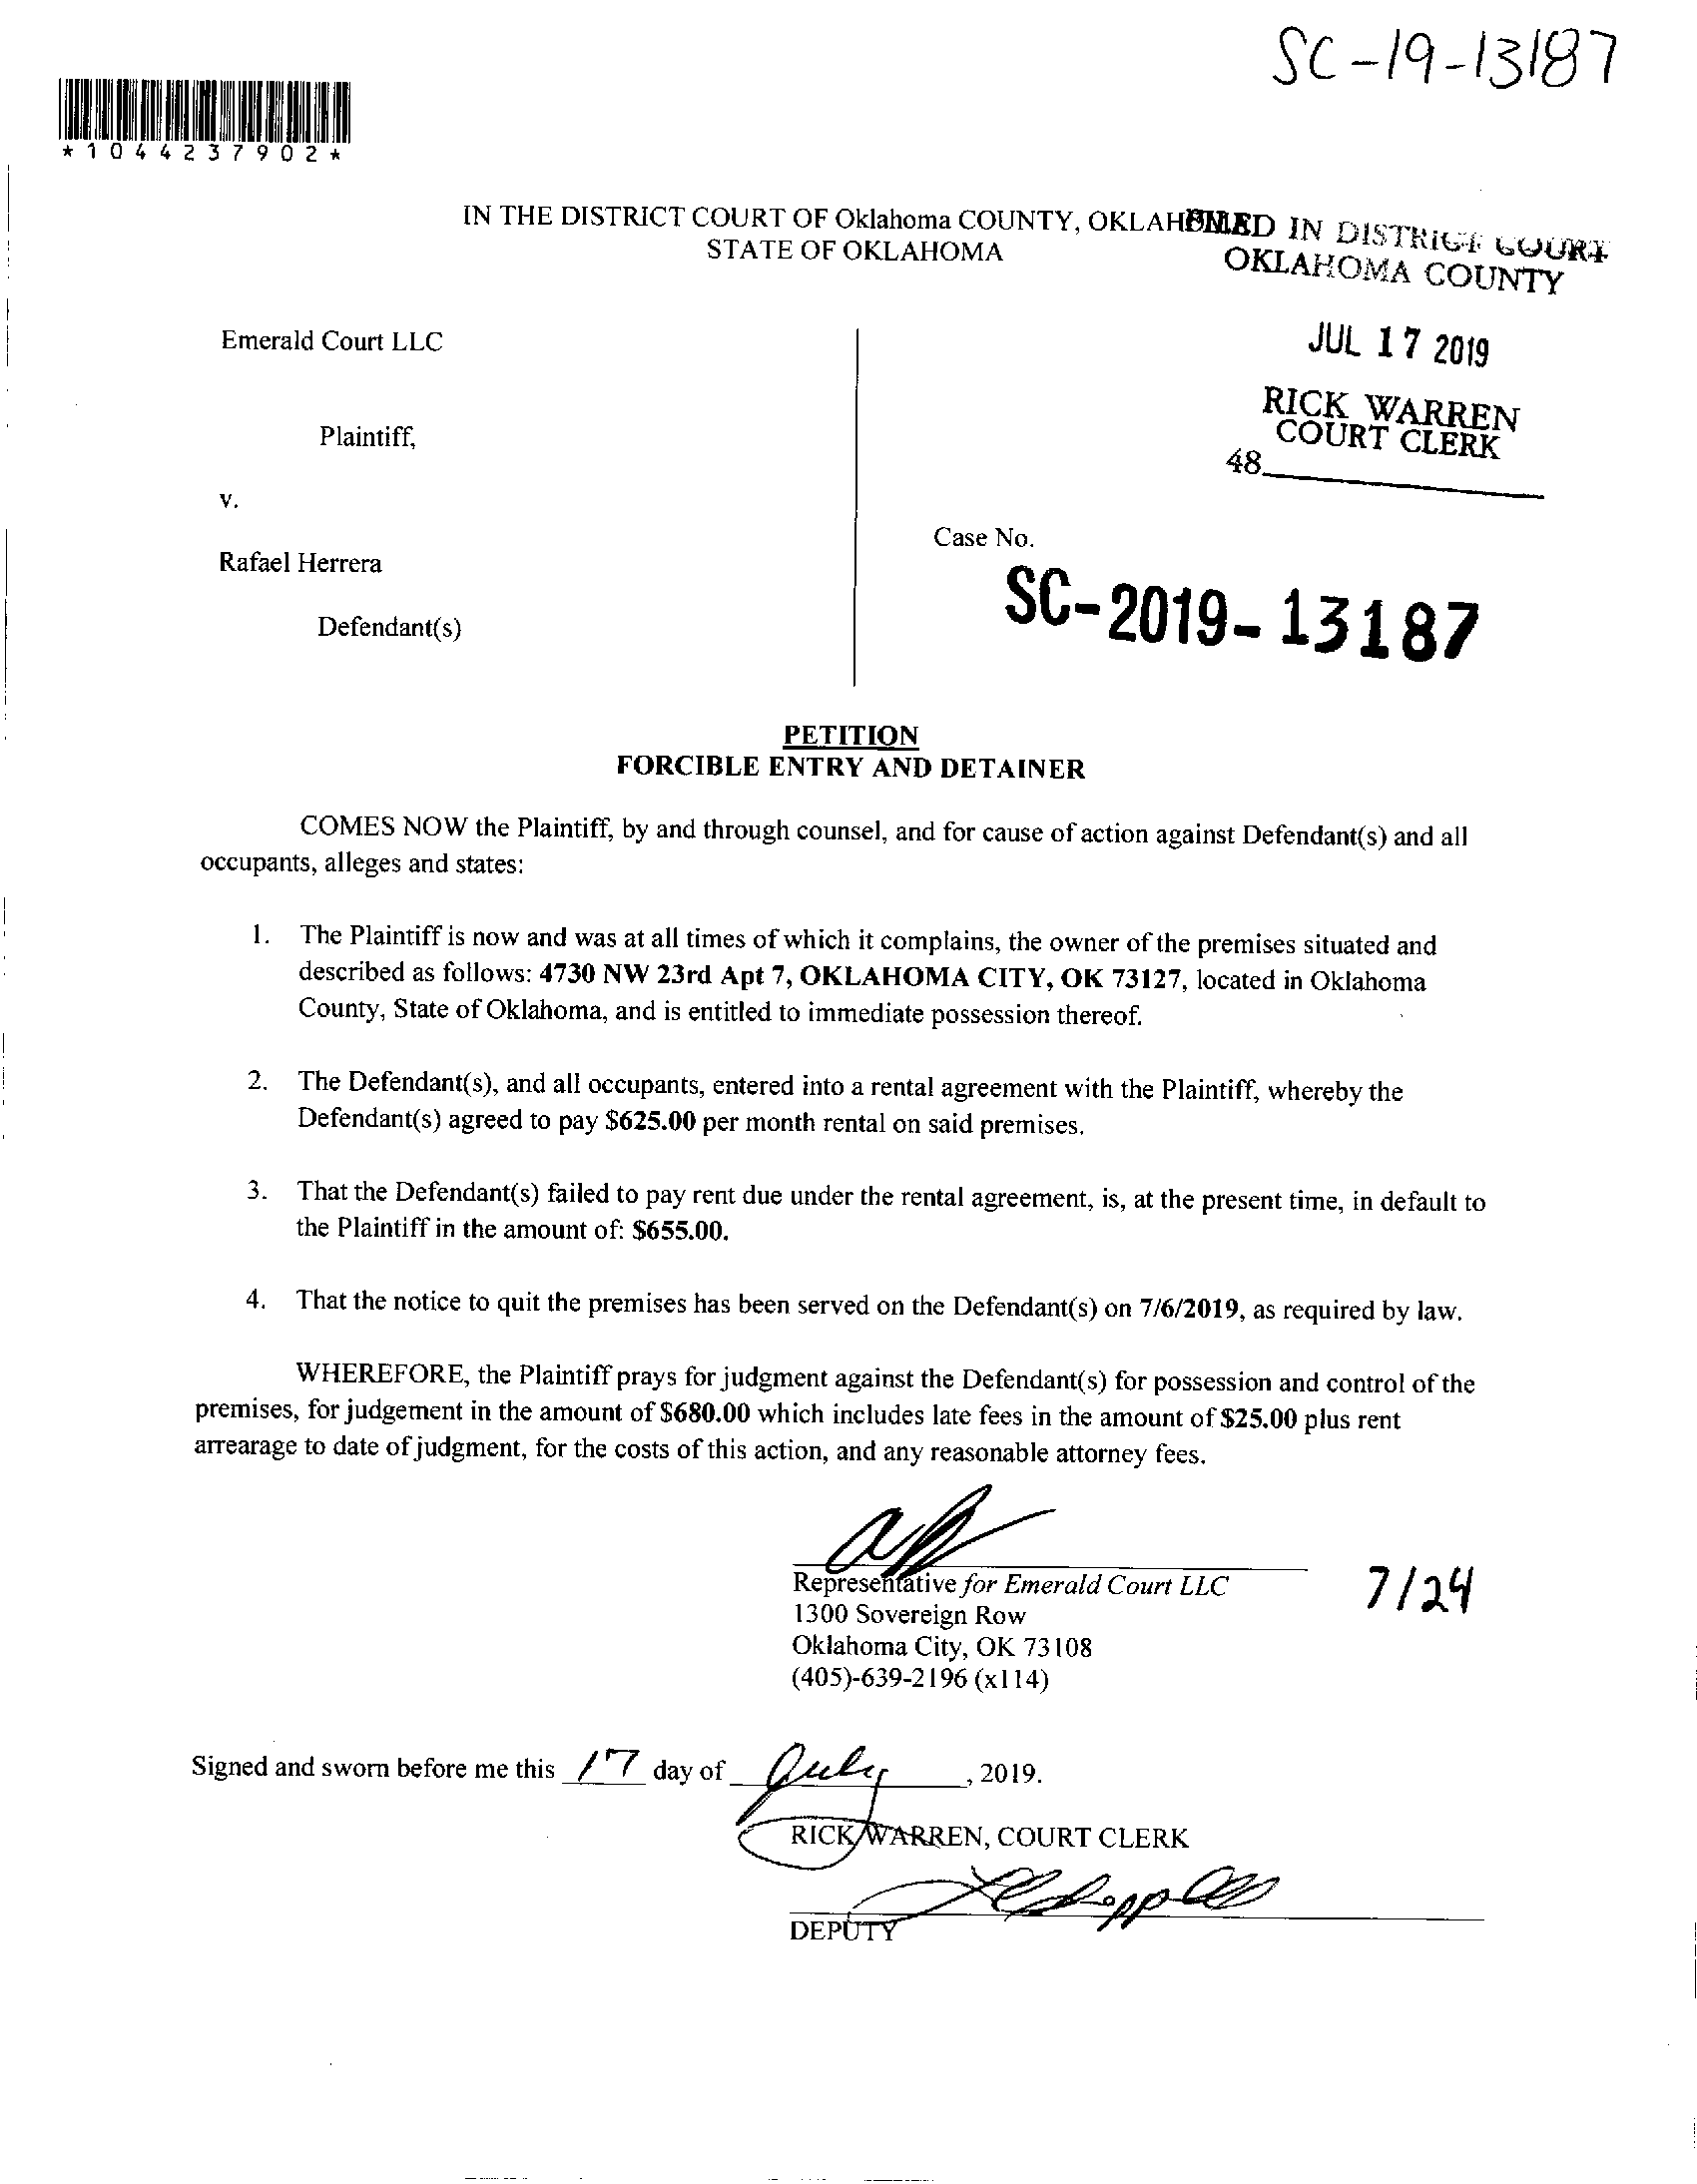 SC-19-13187
*1044237902*
IN THE DISTRICT COURT OF Oklahoma COUNTY, OKLAHOMA
STATE OF OKLAHOMA
FILED IN DISTRICT COURT
OKLAHOMA COUNTY
JUL 17 2019
RICK WARREN
COURT CLERK
48
Emerald Court LLC
Plaintiff,
v.
Rafael Herrera
Defendant(s)
Case No.
SC-2019-13187
PETITION
FORCIBLE ENTRY AND DETAINER
COMES NOW the Plaintiff, by and through counsel, and for cause of action against Defendant(s) and all
occupants, alleges and states:
1. The Plaintiff is now and was at all times of which it complains, the owner of the premises situated and
described as follows: 4730 NW 23rd Apt 7, OKLAHOMA CITY, OK 73127, located in Oklahoma
County, State of Oklahoma, and is entitled to immediate possession thereof.
2. The Defendant(s), and all occupants, entered into a rental agreement with the Plaintiff, whereby the
Defendant(s) agreed to pay $625.00 per month rental on said premises.
3. That the Defendant(s) failed to pay rent due under the rental agreement, is, at the present time, in default to
the Plaintiff in the amount of: $655.00.
4. That the notice to quit the premises has been served on the Defendant(s) on 7/6/2019, as required by law.
WHEREFORE, the Plaintiff prays for judgment against the Defendant(s) for possession and control of the
premises, for judgement in the amount of $680.00 which includes late fees in the amount of $25.00 plus rent
arrearage to date of judgment, for the costs of this action, and any reasonable attorney fees.
Representative for Emerald Court LLC
1300 Sovereign Row
Oklahoma City, OK 73108
(405)-639-2196 (x114)
7/24
Signed and sworn before me this 17 day of July, 2019.
RICK WARREN, COURT CLERK
DEPUTY